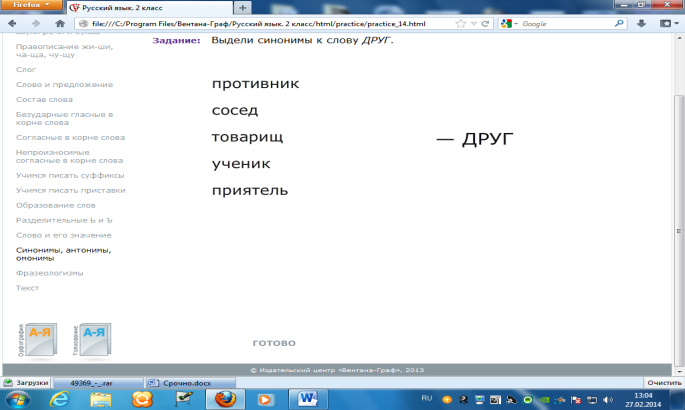 Firefox
Русский язык. 2 класс
file:///C:/Program Files/Вентана-Граф/Русский язык. 2 класс/html/practice/practice_14.html
Google
Правописание жи-ши,
ча-ща, чу-щу
Слог
Слово и предложение
Состав слова
Безударные гласные в
корне слова
Согласные в корне слова
Непроизносимые
согласные в корне слова
Учимся писать суффиксы
Учимся писать приставки
Образование слов
Разделительные Ь и Ъ
Слово и его значение
Синонимы, антонимы,
омонимы
Фразеологизмы
Текст
Орфография
А-Я
Толкование
А-Я
Задание: Выдели синонимы к слову ДРУГ.
противник
сосед
товарищ
— ДРУГ
ученик
приятель
ГОТОВО
© Издательский центр «Вентана-Граф», 2013
Загрузки
49369_-_.rar
Срочно.docx
Очистить
RU
13:04
27.02.2014